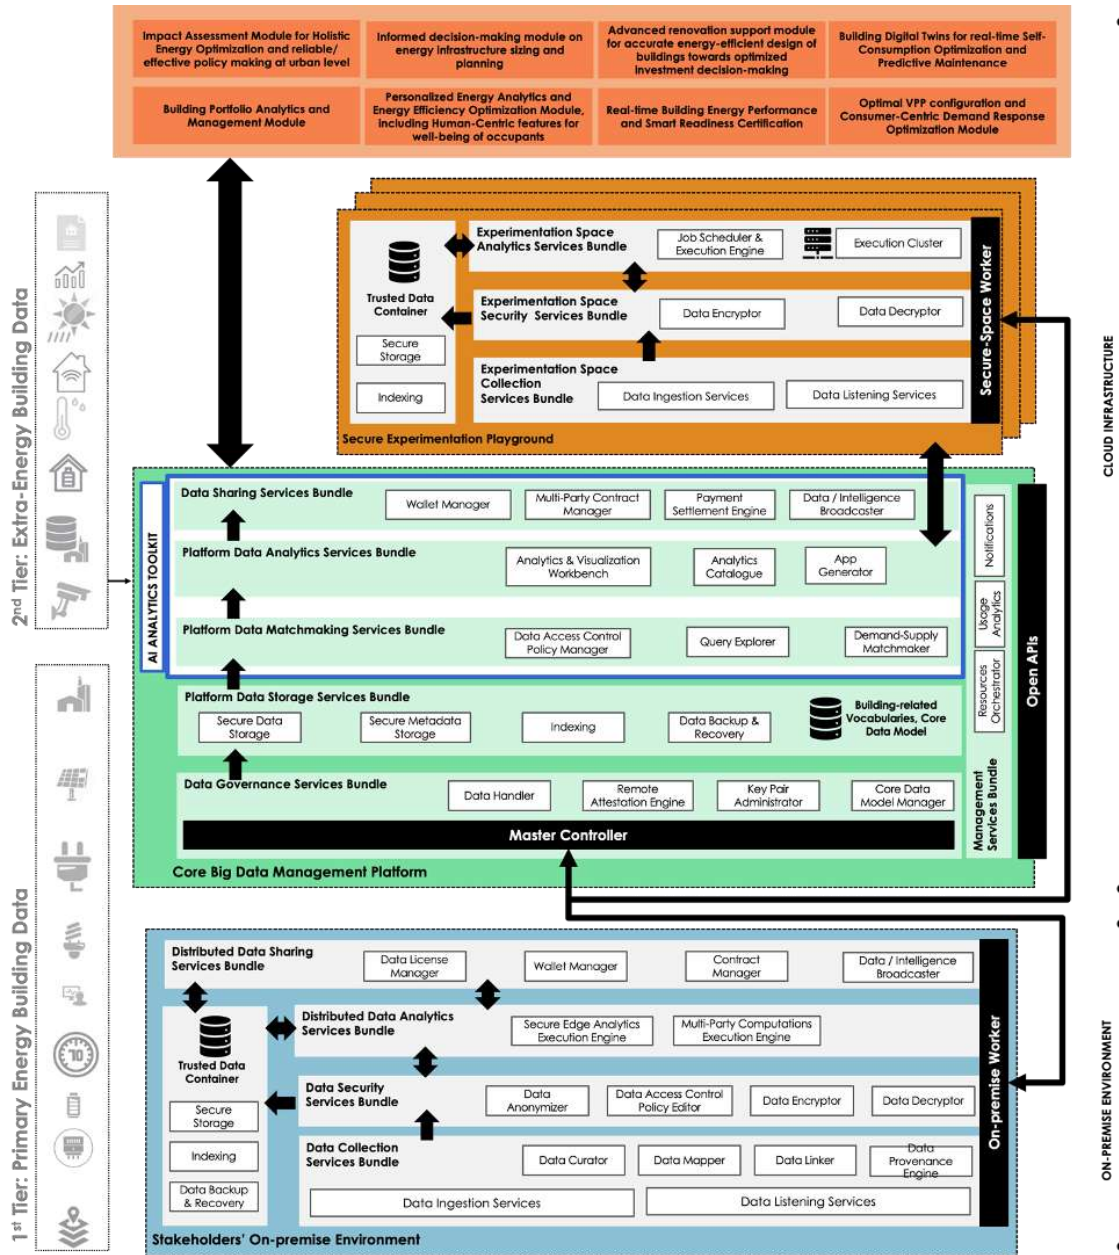 Impact Assessment Module for Holistic
Energy Optimization and reliable/
effective policy making at urban level
Informed decision-making module on
energy infrastructure sizing and
planning
Advanced renovation support module
for accurate energy-efficient design of
buildings towards optimized
investment decision-making
Building Digital Twins for real-time Self-
Consumption Optimization and
Predictive Maintenance
Building Portfolio Analytics and
Management Module
Personalized Energy Analytics and
Energy Efficiency Optimization Module,
including Human-Centric features for
well-being of occupants
Real-time Building Energy Performance
and Smart Readiness Certification
Optimal VPP configuration and
Consumer-Centric Demand Response
Optimization Module
2nd Tier: Extra-Energy Building Data
1st Tier: Primary Energy Building Data
Trusted Data
Container
Secure
Storage
Indexing
Experimentation Space
Analytics Services Bundle
Job Scheduler &
Execution Engine
Execution Cluster
Experimentation Space
Security Services Bundle
Data Encryptor
Data Decryptor
Experimentation Space
Collection
Services Bundle
Data Ingestion Services
Data Listening Services
Secure-Space Worker
Secure Experimentation Playground
CLOUD INFRASTRUCTURE
AI ANALYTICS TOOLKIT
Data Sharing Services Bundle
Wallet Manager
Multi-Party Contract
Manager
Payment
Settlement Engine
Data / Intelligence
Broadcaster
Platform Data Analytics Services Bundle
Analytics & Visualization
Workbench
Analytics
Catalogue
App
Generator
Platform Data Matchmaking Services Bundle
Data Access Control
Policy Manager
Query Explorer
Demand-Supply
Matchmaker
Platform Data Storage Services Bundle
Secure Data
Storage
Secure Metadata
Storage
Indexing
Data Backup &
Recovery
Building-related
Vocabularies, Core
Data Model
Data Governance Services Bundle
Data Handler
Remote
Attestation Engine
Key Pair
Administrator
Core Data
Model Manager
Master Controller
Notifications
Usage
Analytics
Resources
Orchestrator
Management
Services Bundle
Open APIs
Core Big Data Management Platform
Distributed Data Sharing
Services Bundle
Data License
Manager
Wallet Manager
Contract
Manager
Data / Intelligence
Broadcaster
Trusted Data
Container
Secure
Storage
Indexing
Data Backup
& Recovery
Distributed Data Analytics
Services Bundle
Secure Edge Analytics
Execution Engine
Multi-Party Computations
Execution Engine
Data Security
Services Bundle
Data
Anonymizer
Data Access Control
Policy Editor
Data Encryptor
Data Decryptor
Data Collection
Services Bundle
Data Curator
Data Mapper
Data Linker
Data
Provenance
Engine
Data Ingestion Services
Data Listening Services
On-premise Worker
Stakeholders' On-premise Environment
ON-PREMISE ENVIRONMENT